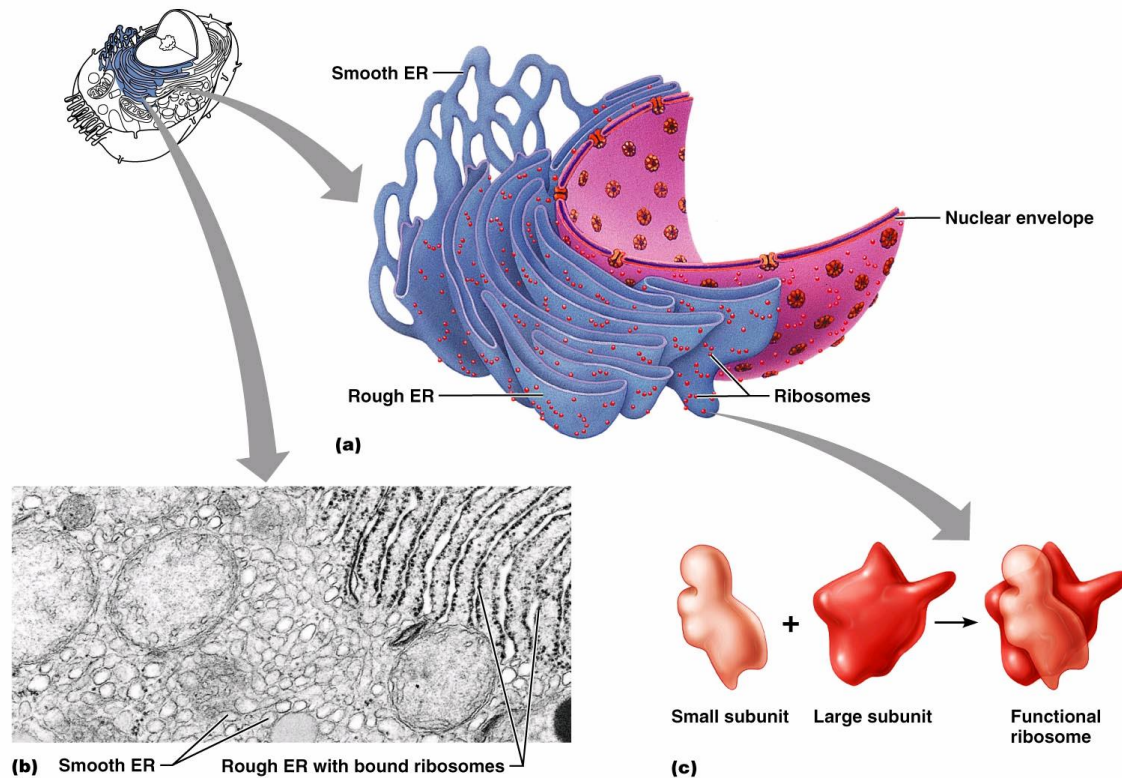 Smooth ER
Nuclear envelope
Rough ER
Ribosomes
(a)
Small subunit
+
Large subunit
Functional
ribosome
(b)
Smooth ER
Rough ER with bound ribosomes
(c)